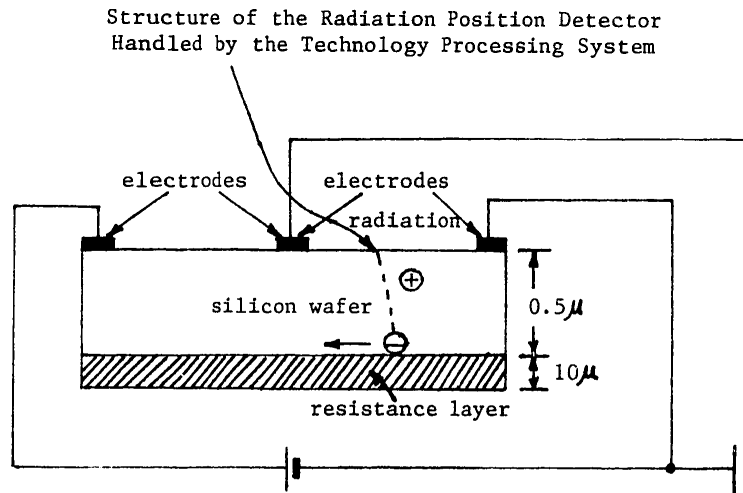 Structure of the Radiation Position Detector
Handled by the Technology Processing System
electrodes
electrodes
radiation
+
silicon wafer
0.5μ
−
10μ
resistance layer